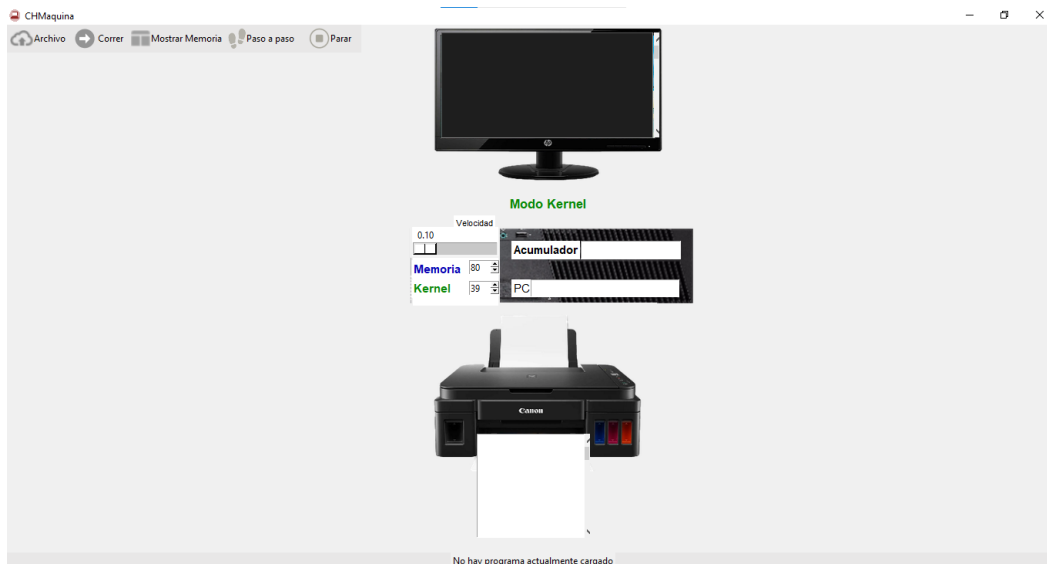 CHMaquina
Archivo Correr Mostrar Memoria Paso a paso Parar
hp
Modo Kernel
Velocidad
0.10
Acumulador
Memoria 80
Kernel 39
PC
Canon
No hay programa actualmente cargado